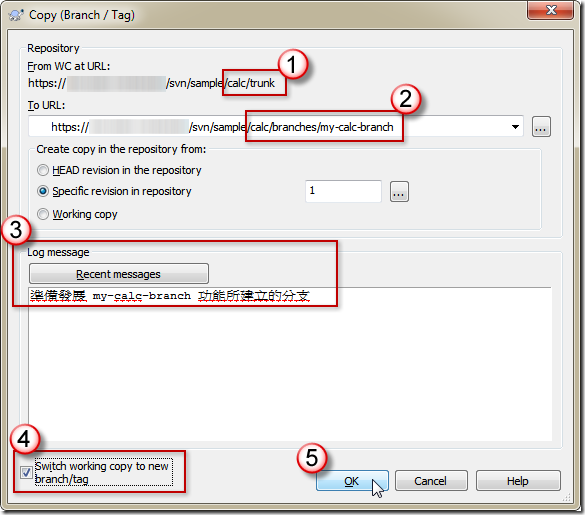 Copy (Branch / Tag)
Repository
From WC at URL:
https:// /svn/sample/calc/trunk
1
To URL:
2
https:// /svn/sample/calc/branches/my-calc-branch
...
Create copy in the repository from:
HEAD revision in the repository
Specific revision in repository
1
...
Working copy
3
Log message
Recent messages
準備發展 my-calc-branch 功能所建立的分支
4
Switch working copy to new
branch/tag
5
OK
Cancel
Help